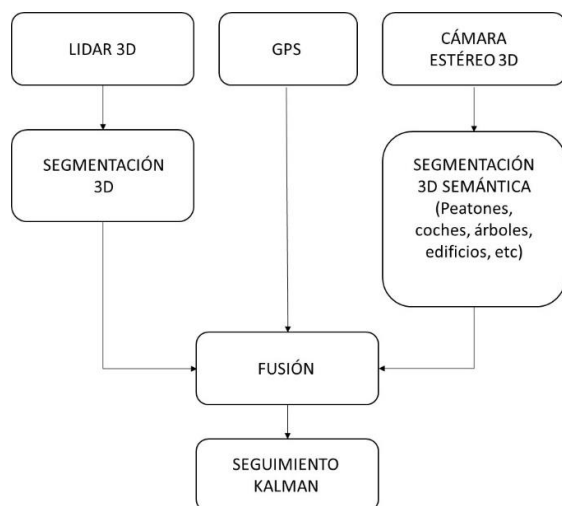 LIDAR 3D
GPS
CÁMARA
ESTÉREO 3D
SEGMENTACIÓN
3D
SEGMENTACIÓN
3D SEMÁNTICA
(Peatones,
coches, árboles,
edificios, etc)
FUSIÓN
SEGUIMIENTO
KALMAN